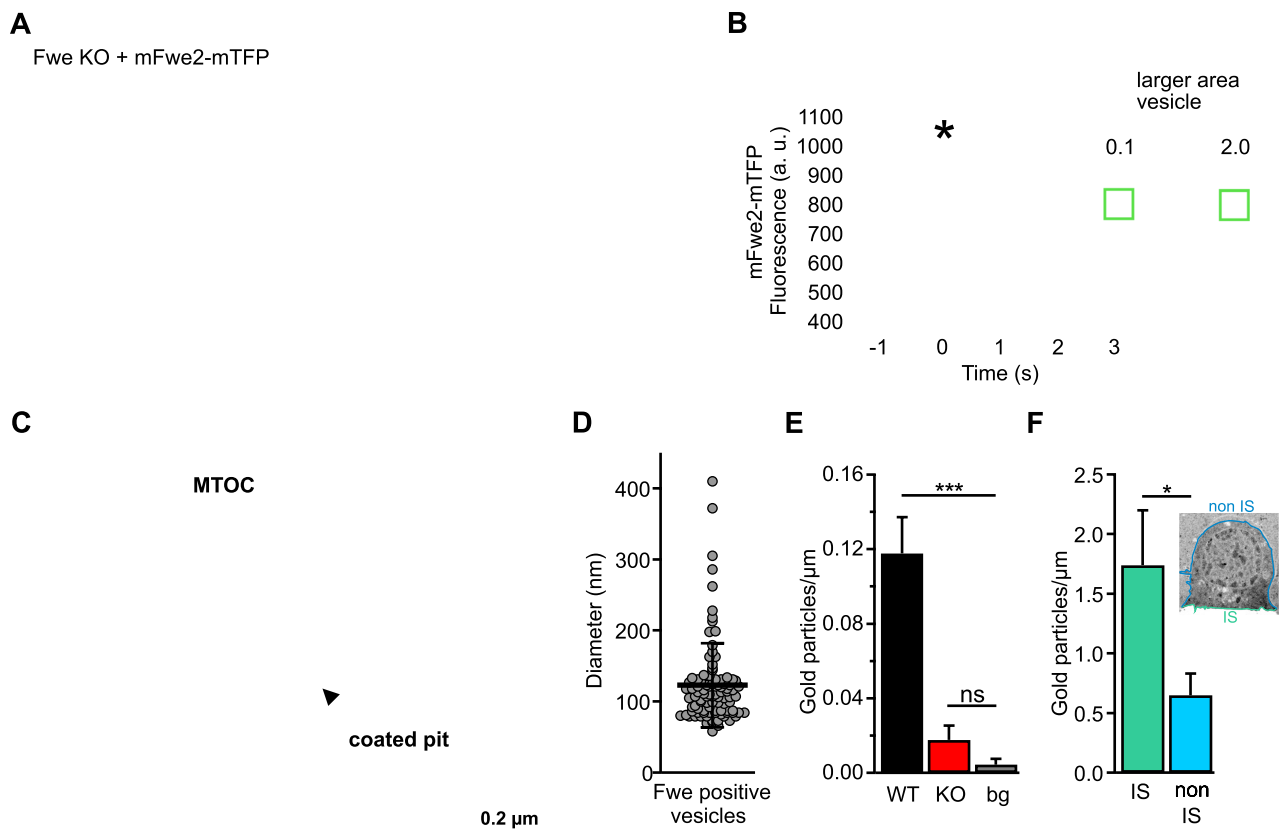 A
Fwe KO + mFwe2-mTFP
B
larger area
vesicle
0.1
2.0
mFwe2-mTFP
Fluorescence (a. u.)
1100
1000
900
800
700
600
500
400
*
-1
0
1
2
3
Time (s)
C
MTOC
coated pit
0.2 µm
D
Diameter (nm)
400
300
200
100
0
Fwe positive
vesicles
E
Gold particles/µm
0.16
0.12
0.08
0.04
0.00
***
ns
WT
KO
bg
F
Gold particles/µm
2.5
2.0
1.5
1.0
0.5
0.0
*
non IS
IS
IS
non
IS